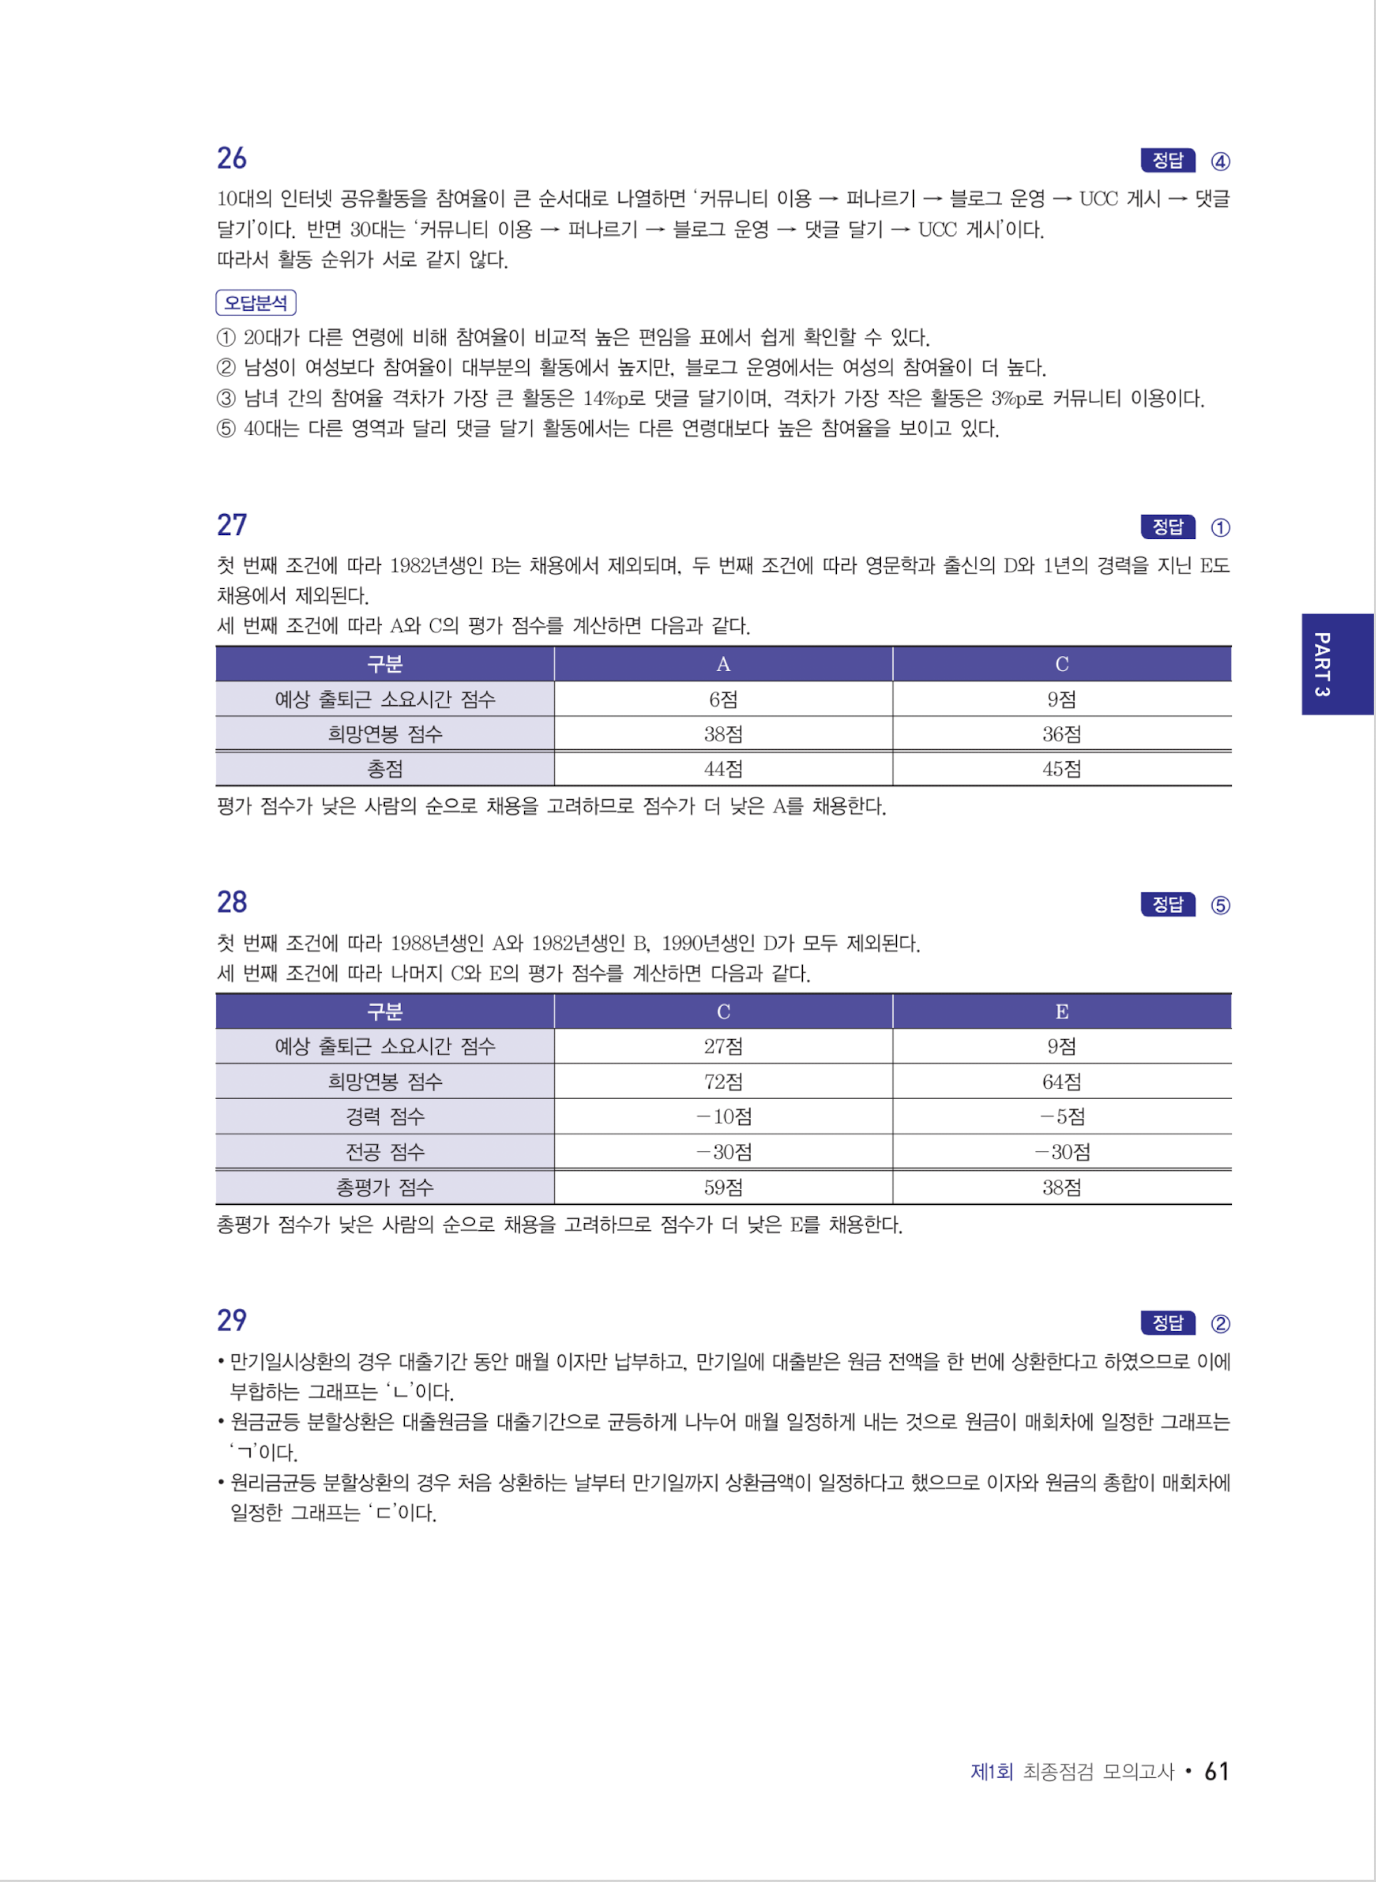 26
정답 ④
10대의 인터넷 공유활동을 참여율이 큰 순서대로 나열하면 ‘커뮤니티 이용 → 퍼나르기 → 블로그 운영 → UCC 게시 → 댓글
달기’이다. 반면 30대는 ‘커뮤니티 이용 → 퍼나르기 → 블로그 운영 → 댓글 달기 → UCC 게시’이다.
따라서 활동 순위가 서로 같지 않다.
오답분석
① 20대가 다른 연령에 비해 참여율이 비교적 높은 편임을 표에서 쉽게 확인할 수 있다.
② 남성이 여성보다 참여율이 대부분의 활동에서 높지만, 블로그 운영에서는 여성의 참여율이 더 높다.
③ 남녀 간의 참여율 격차가 가장 큰 활동은 14%p로 댓글 달기이며, 격차가 가장 작은 활동은 3%p로 커뮤니티 이용이다.
⑤ 40대는 다른 영역과 달리 댓글 달기 활동에서는 다른 연령대보다 높은 참여율을 보이고 있다.
27
정답 ①
첫 번째 조건에 따라 1982년생인 B는 채용에서 제외되며, 두 번째 조건에 따라 영문학과 출신의 D와 1년의 경력을 지닌 E도
채용에서 제외된다.
세 번째 조건에 따라 A와 C의 평가 점수를 계산하면 다음과 같다.
구분 A C
예상 출퇴근 소요시간 점수 6점 9점
희망연봉 점수 38점 36점
총점 44점 45점
평가 점수가 낮은 사람의 순으로 채용을 고려하므로 점수가 더 낮은 A를 채용한다.
PART 3
28
정답 ⑤
첫 번째 조건에 따라 1988년생인 A와 1982년생인 B, 1990년생인 D가 모두 제외된다.
세 번째 조건에 따라 나머지 C와 E의 평가 점수를 계산하면 다음과 같다.
구분 C E
예상 출퇴근 소요시간 점수 27점 9점
희망연봉 점수 72점 64점
경력 점수 −10점 −5점
전공 점수 −30점 −30점
총평가 점수 59점 38점
총평가 점수가 낮은 사람의 순으로 채용을 고려하므로 점수가 더 낮은 E를 채용한다.
29
정답 ②
• 만기일시상환의 경우 대출기간 동안 매월 이자만 납부하고, 만기일에 대출받은 원금 전액을 한 번에 상환한다고 하였으므로 이에
부합하는 그래프는 ‘ㄴ’이다.
• 원금균등 분할상환은 대출원금을 대출기간으로 균등하게 나누어 매월 일정하게 내는 것으로 원금이 매회차에 일정한 그래프는
‘ㄱ’이다.
• 원리금균등 분할상환의 경우 처음 상환하는 날부터 만기일까지 상환금액이 일정하다고 했으므로 이자와 원금의 총합이 매회차에
일정한 그래프는 ‘ㄷ’이다.
제1회 최종점검 모의고사 • 61